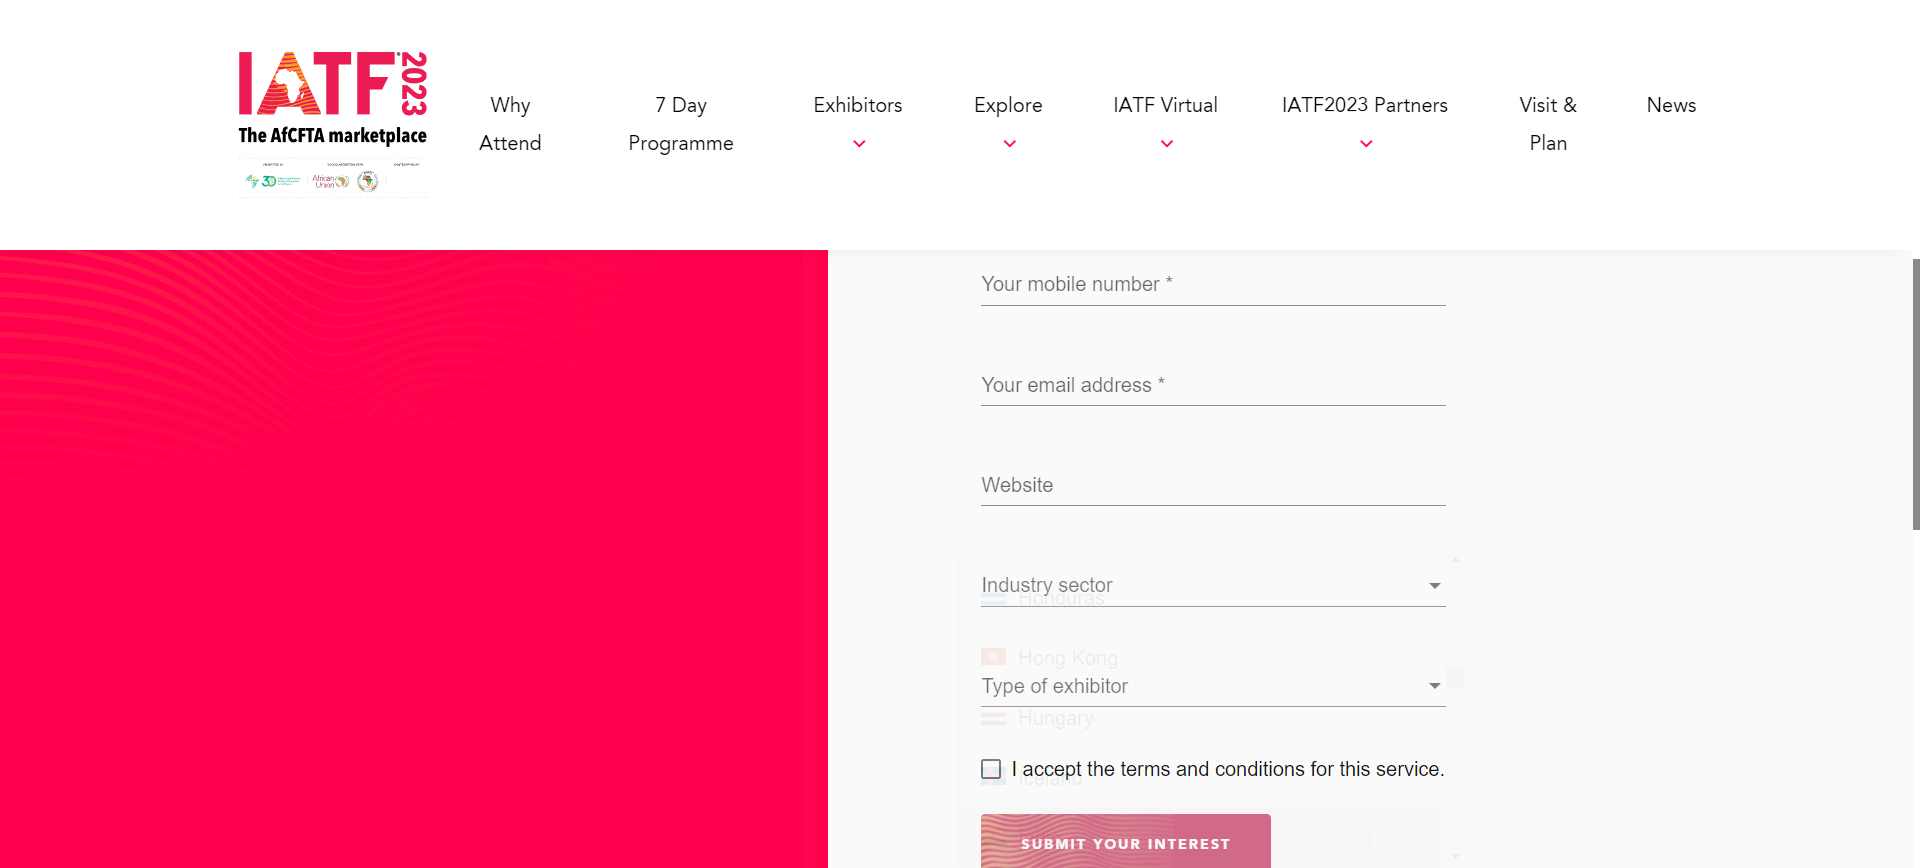 IATF 2023
The AfCFTA marketplace
30
African
Union
Why
Attend
7 Day
Programme
Exhibitors
Explore
IATF Virtual
IATF2023 Partners
Visit &
Plan
News
Your mobile number *
Your email address *
Website
Industry sector
Honduras
Hong Kong
Type of exhibitor
Hungary
I accept the terms and conditions for this service.
Iceland
SUBMIT YOUR INTEREST